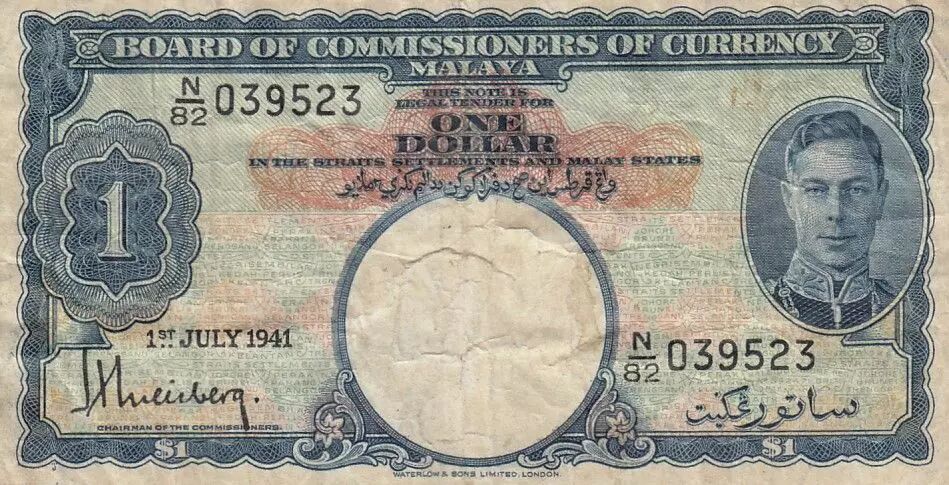 BOARD OF COMMISSIONERS OF CURRENCY
MALAYA
N/82 039523
THIS NOTE IS
LEGAL TENDER FOR
ONE
DOLLAR
IN THE STRAITS SETTLEMENTS AND MALAY STATES
1
1ST JULY 1941
N/82 039523
CHAIRMAN OF THE COMMISSIONERS.
ساتو رڠݢيت
$1
$1
WATERLOW & SONS LIMITED, LONDON.